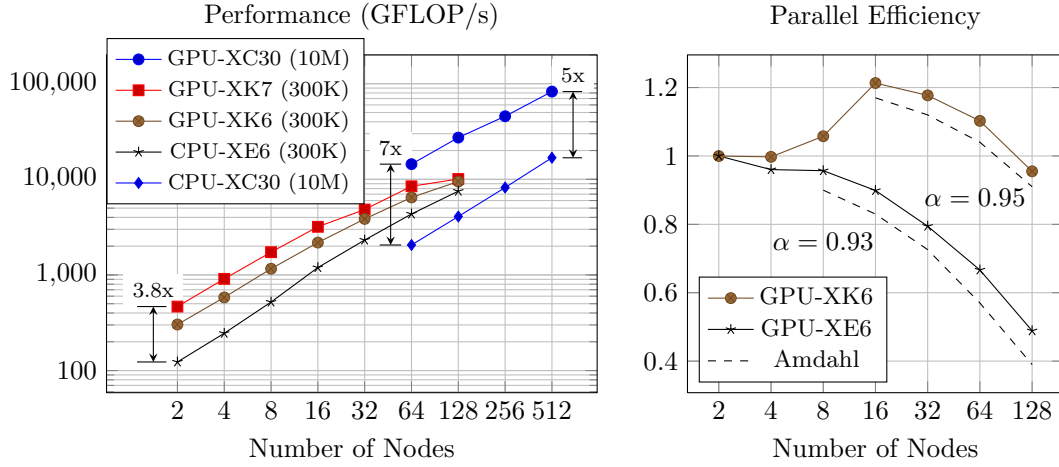 Performance (GFLOP/s)
GPU-XC30 (10M)
GPU-XK7 (300K)
GPU-XK6 (300K)
CPU-XE6 (300K)
CPU-XC30 (10M)
100,000
10,000
1,000
100
3.8x
7x
5x
2 4 8 16 32 64 128 256 512
Number of Nodes
Parallel Efficiency
1.2
1
0.8
0.6
0.4
α = 0.95
α = 0.93
GPU-XK6
GPU-XE6
Amdahl
2 4 8 16 32 64 128
Number of Nodes